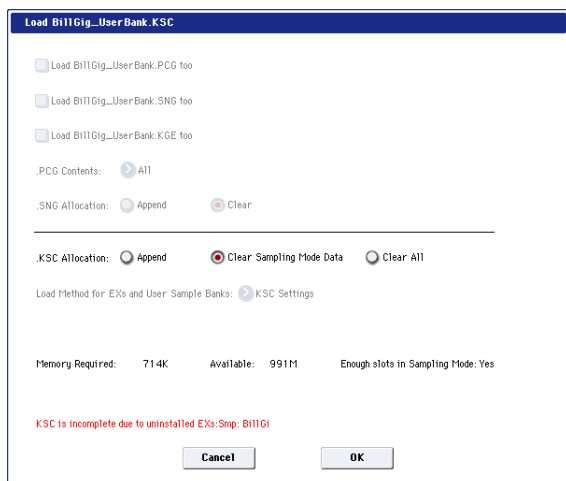 Load BillGig_UserBank.KSC
Load BillGig_UserBank.PCG too
Load BillGig_UserBank.SNG too
Load BillGig_UserBank.KGE too
.PCG Contents: All
.SNG Allocation: Append Clear
.KSC Allocation: Append Clear Sampling Mode Data Clear All
Load Method for EXs and User Sample Banks: KSC Settings
Memory Required: 714K Available: 991M Enough slots in Sampling Mode: Yes
KSC is incomplete due to uninstalled EXs:Smp: BillGi
Cancel OK